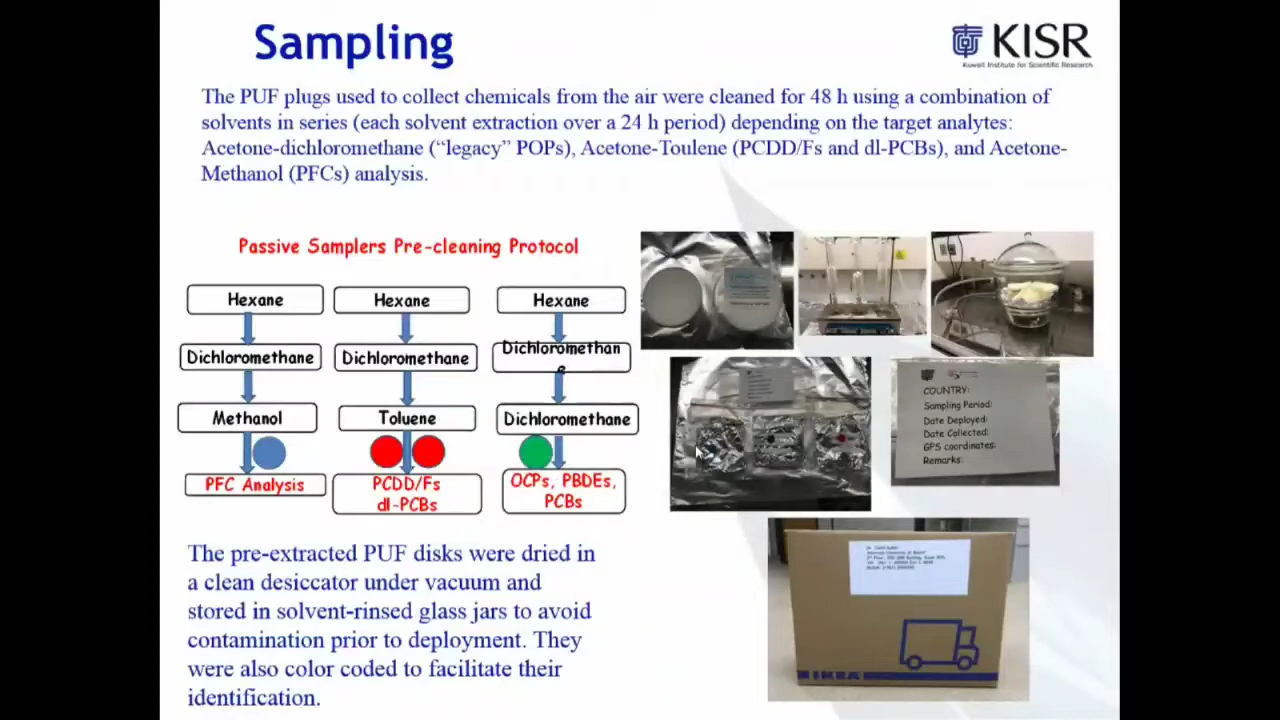 Sampling
KISR
Kuwait Institute for Scientific Research
The PUF plugs used to collect chemicals from the air were cleaned for 48 h using a combination of
solvents in series (each solvent extraction over a 24 h period) depending on the target analytes:
Acetone-dichloromethane (“legacy” POPs), Acetone-Toulene (PCDD/Fs and dl-PCBs), and Acetone-
Methanol (PFCs) analysis.
Passive Samplers Pre-cleaning Protocol
Hexane
Dichloromethane
Methanol
PFC Analysis
Hexane
Dichloromethane
Toluene
PCDD/Fs
dl-PCBs
Hexane
Dichloromethan
e
Dichloromethane
OCPs, PBDEs,
PCBs
COUNTRY:
Sampling Period:
Date Deployed:
Date Collected:
GPS coordinates:
Remarks:
The pre-extracted PUF disks were dried in
a clean desiccator under vacuum and
stored in solvent-rinsed glass jars to avoid
contamination prior to deployment. They
were also color coded to facilitate their
identification.
IKEA